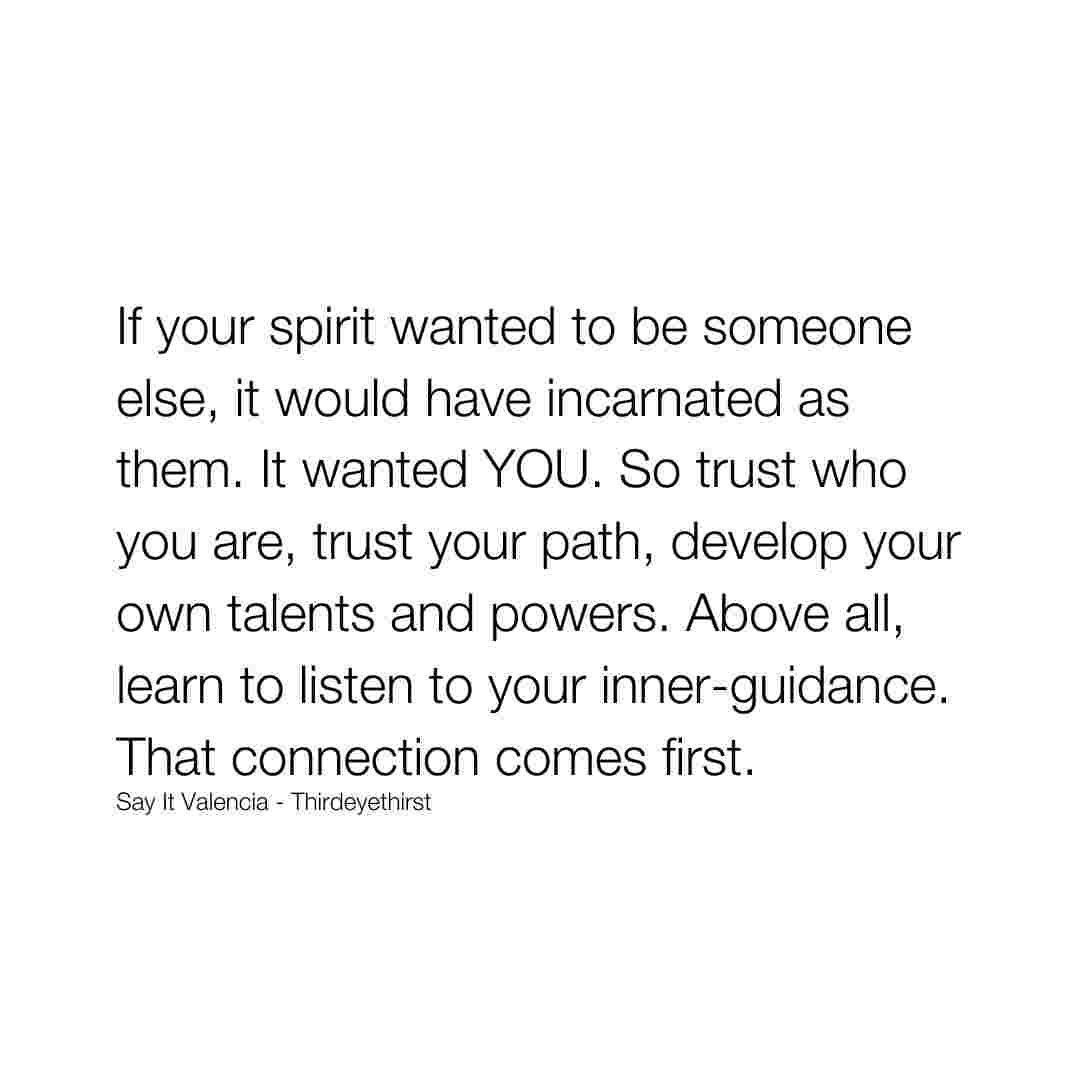 If your spirit wanted to be someone
else, it would have incarnated as
them. It wanted YOU. So trust who
you are, trust your path, develop your
own talents and powers. Above all,
learn to listen to your inner-guidance.
That connection comes first.
Say It Valencia - Thirdeyethirst